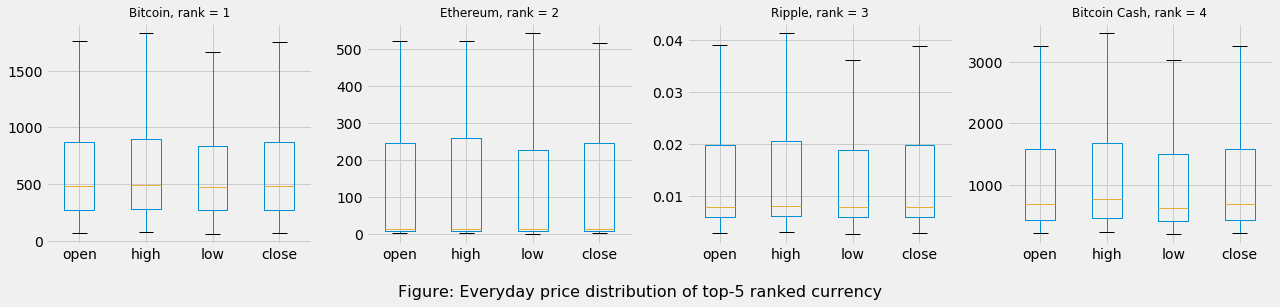 Bitcoin, rank = 1
1500
1000
500
0
open high low close
Ethereum, rank = 2
500
400
300
200
100
0
open high low close
Ripple, rank = 3
0.04
0.03
0.02
0.01
open high low close
Bitcoin Cash, rank = 4
3000
2000
1000
open high low close
Figure: Everyday price distribution of top-5 ranked currency